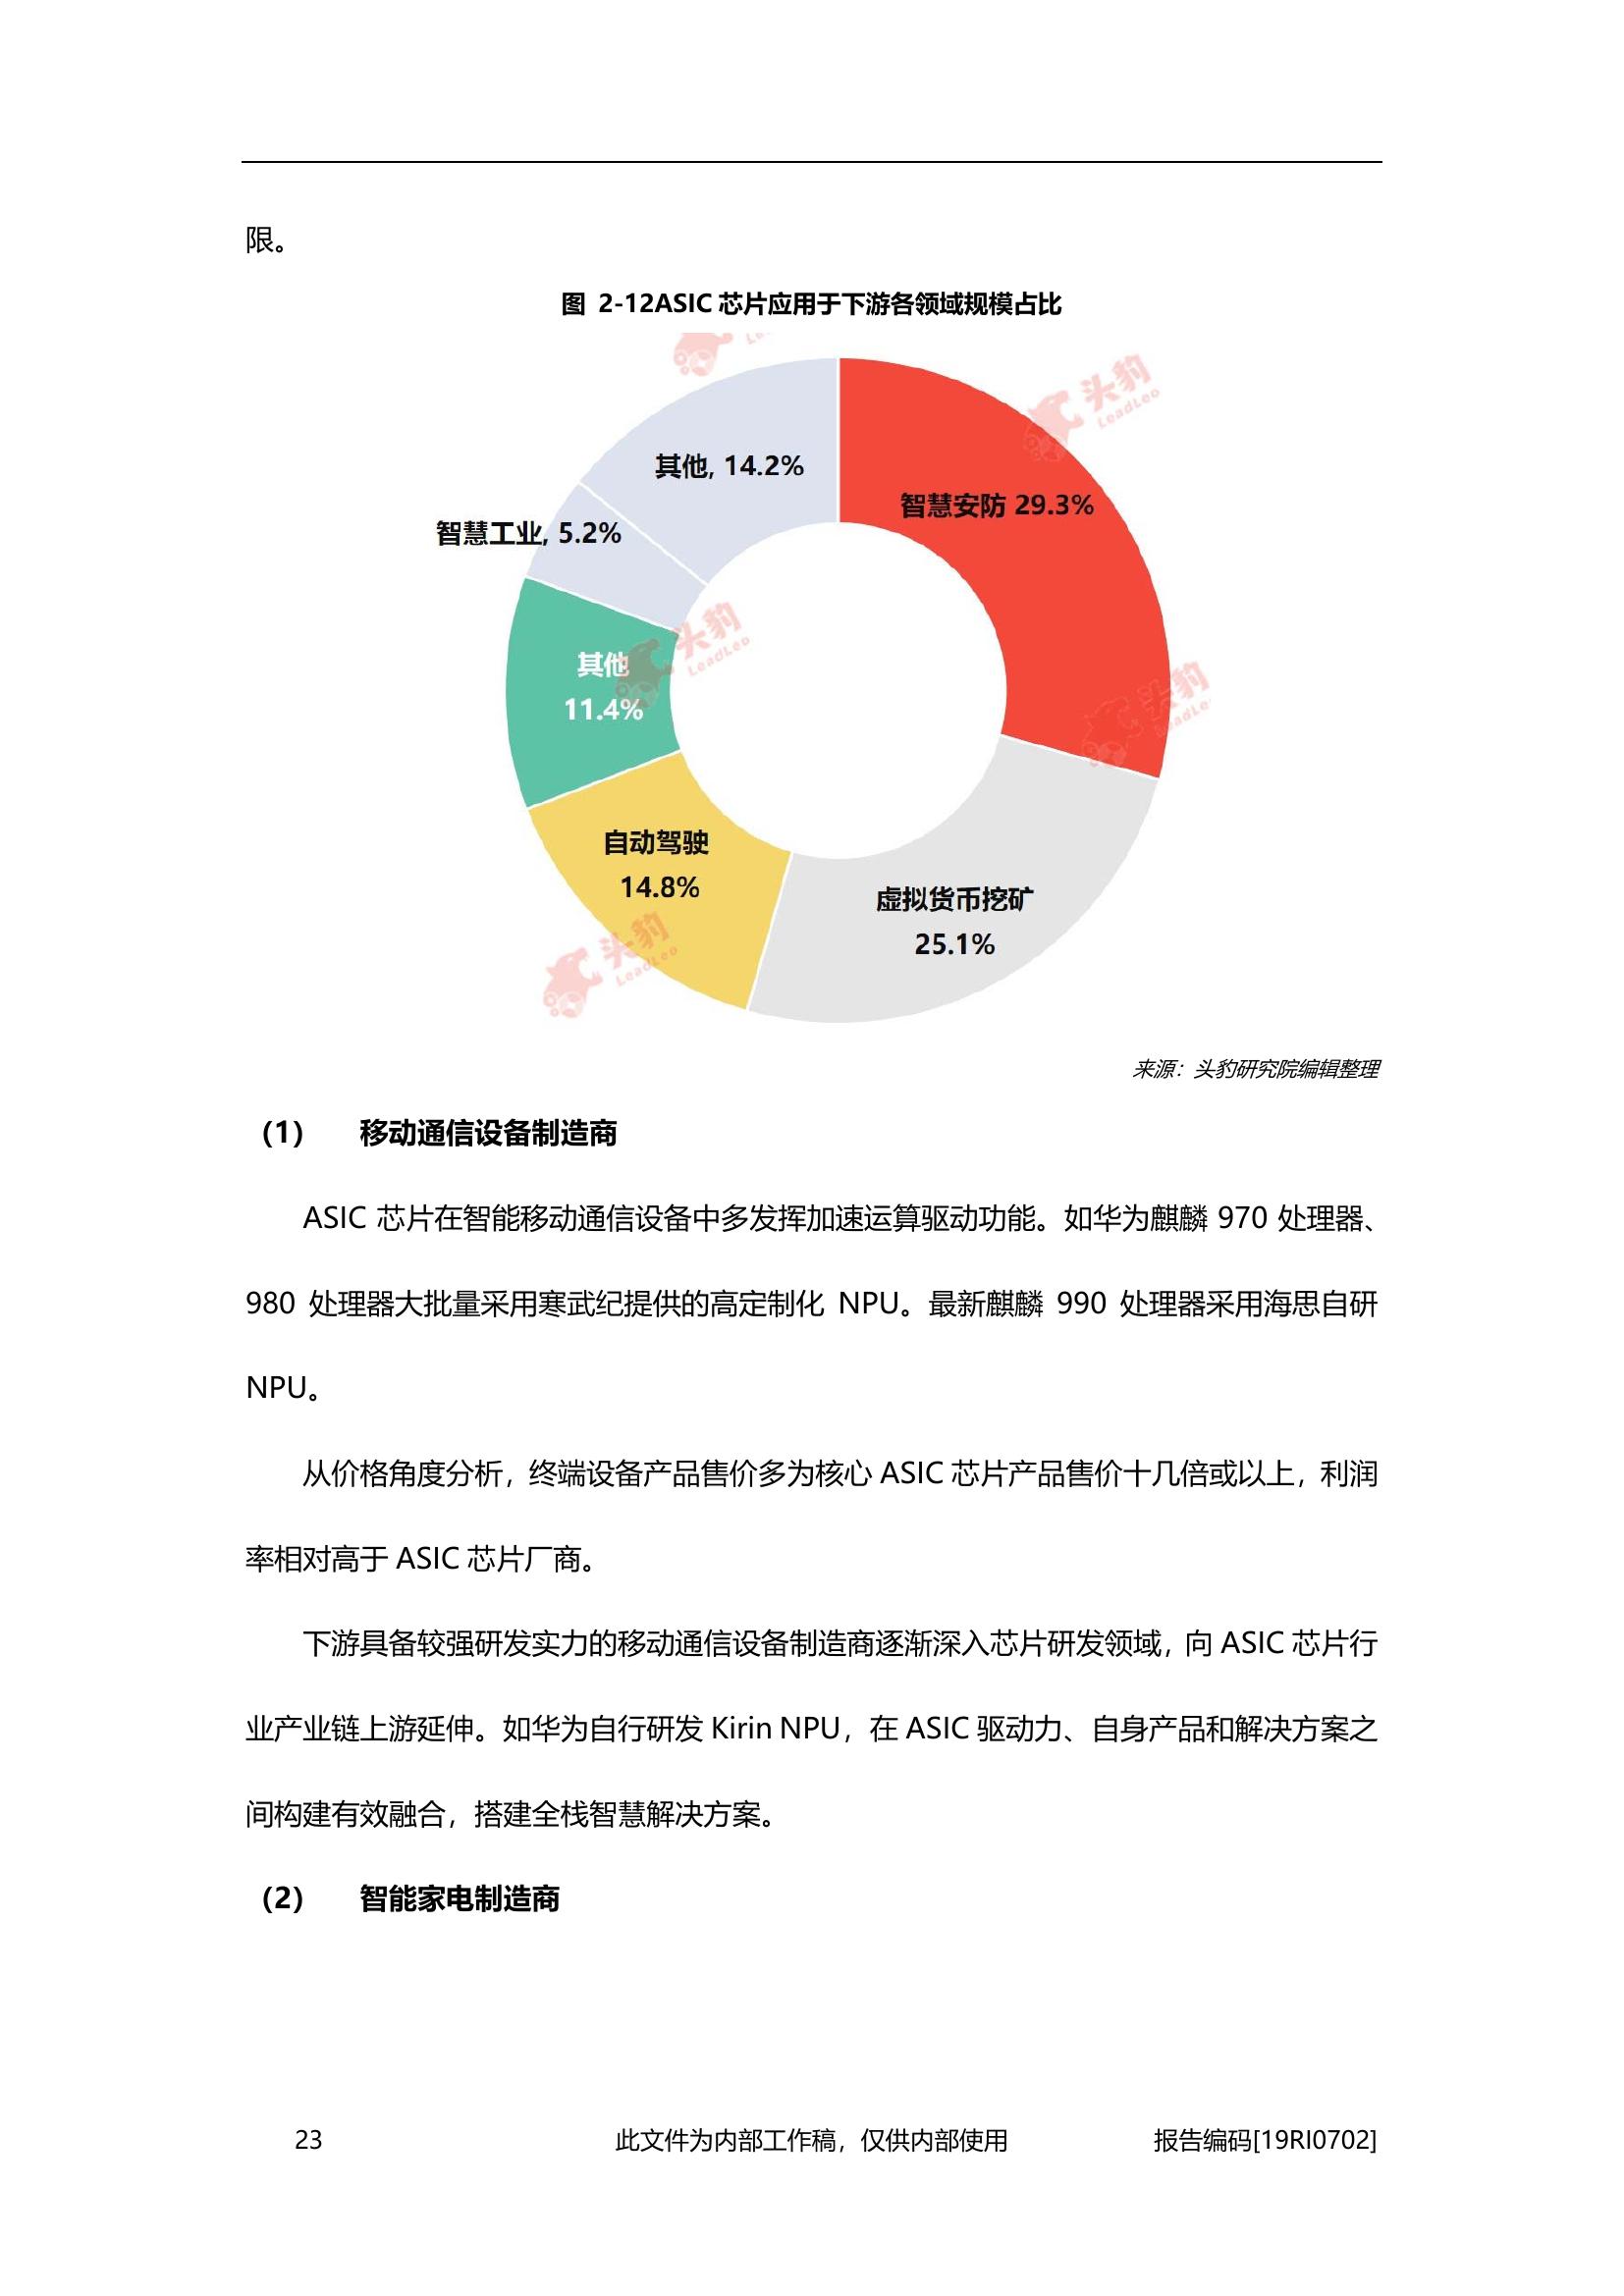 限。
图 2-12ASIC 芯片应用于下游各领域规模占比
其他, 14.2%
智慧安防 29.3%
智慧工业, 5.2%
其他
11.4%
自动驾驶
14.8%
虚拟货币挖矿
25.1%
头豹
LeadLeo
头豹
LeadLeo
头豹
LeadLeo
头豹
LeadLeo
来源：头豹研究院编辑整理
（1） 移动通信设备制造商
ASIC 芯片在智能移动通信设备中多发挥加速运算驱动功能。如华为麒麟 970 处理器、
980 处理器大批量采用寒武纪提供的高定制化 NPU。最新麒麟 990 处理器采用海思自研
NPU。
从价格角度分析，终端设备产品售价多为核心 ASIC 芯片产品售价十几倍或以上，利润
率相对高于 ASIC 芯片厂商。
下游具备较强研发实力的移动通信设备制造商逐渐深入芯片研发领域，向 ASIC 芯片行
业产业链上游延伸。如华为自行研发 Kirin NPU，在 ASIC 驱动力、自身产品和解决方案之
间构建有效融合，搭建全栈智慧解决方案。
（2） 智能家电制造商
23 此文件为内部工作稿，仅供内部使用 报告编码[19RI0702]